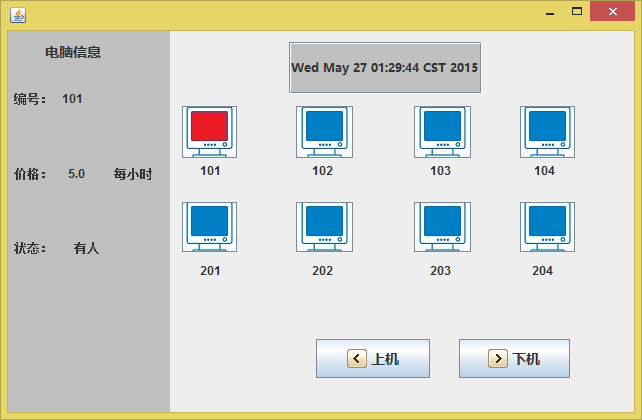 电脑信息
编号： 101
价格： 5.0 每小时
状态： 有人
Wed May 27 01:29:44 CST 2015
101 102 103 104
201 202 203 204
上机 下机